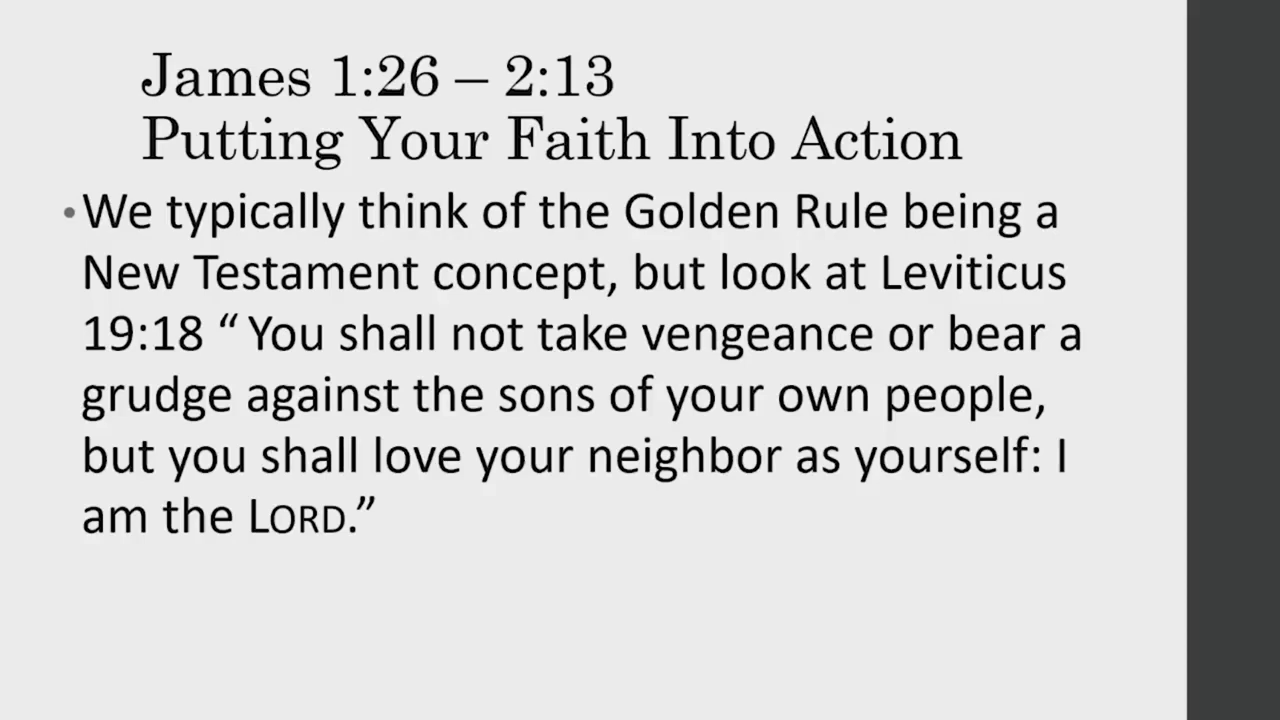 James 1:26 – 2:13
Putting Your Faith Into Action
•We typically think of the Golden Rule being a
New Testament concept, but look at Leviticus
19:18 “ You shall not take vengeance or bear a
grudge against the sons of your own people,
but you shall love your neighbor as yourself: I
am the LORD.”